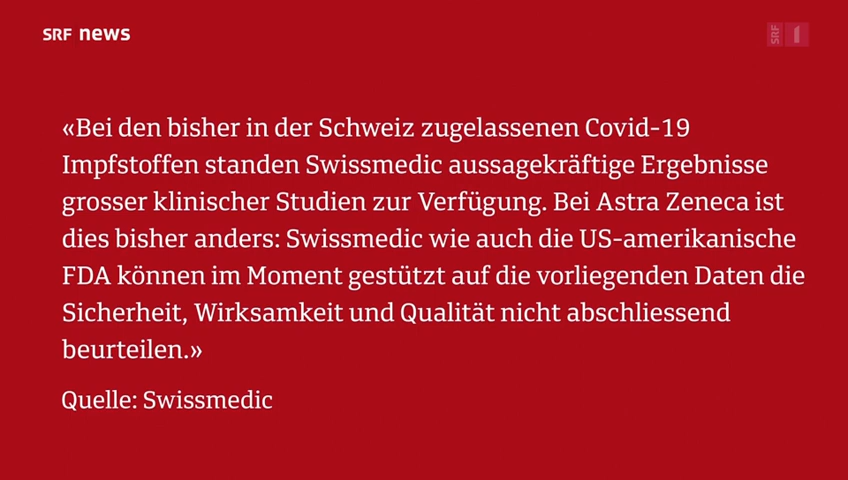 SRF news
SRF 1
«Bei den bisher in der Schweiz zugelassenen Covid-19
Impfstoffen standen Swissmedic aussagekräftige Ergebnisse
grosser klinischer Studien zur Verfügung. Bei Astra Zeneca ist
dies bisher anders: Swissmedic wie auch die US-amerikanische
FDA können im Moment gestützt auf die vorliegenden Daten die
Sicherheit, Wirksamkeit und Qualität nicht abschliessend
beurteilen.»
Quelle: Swissmedic